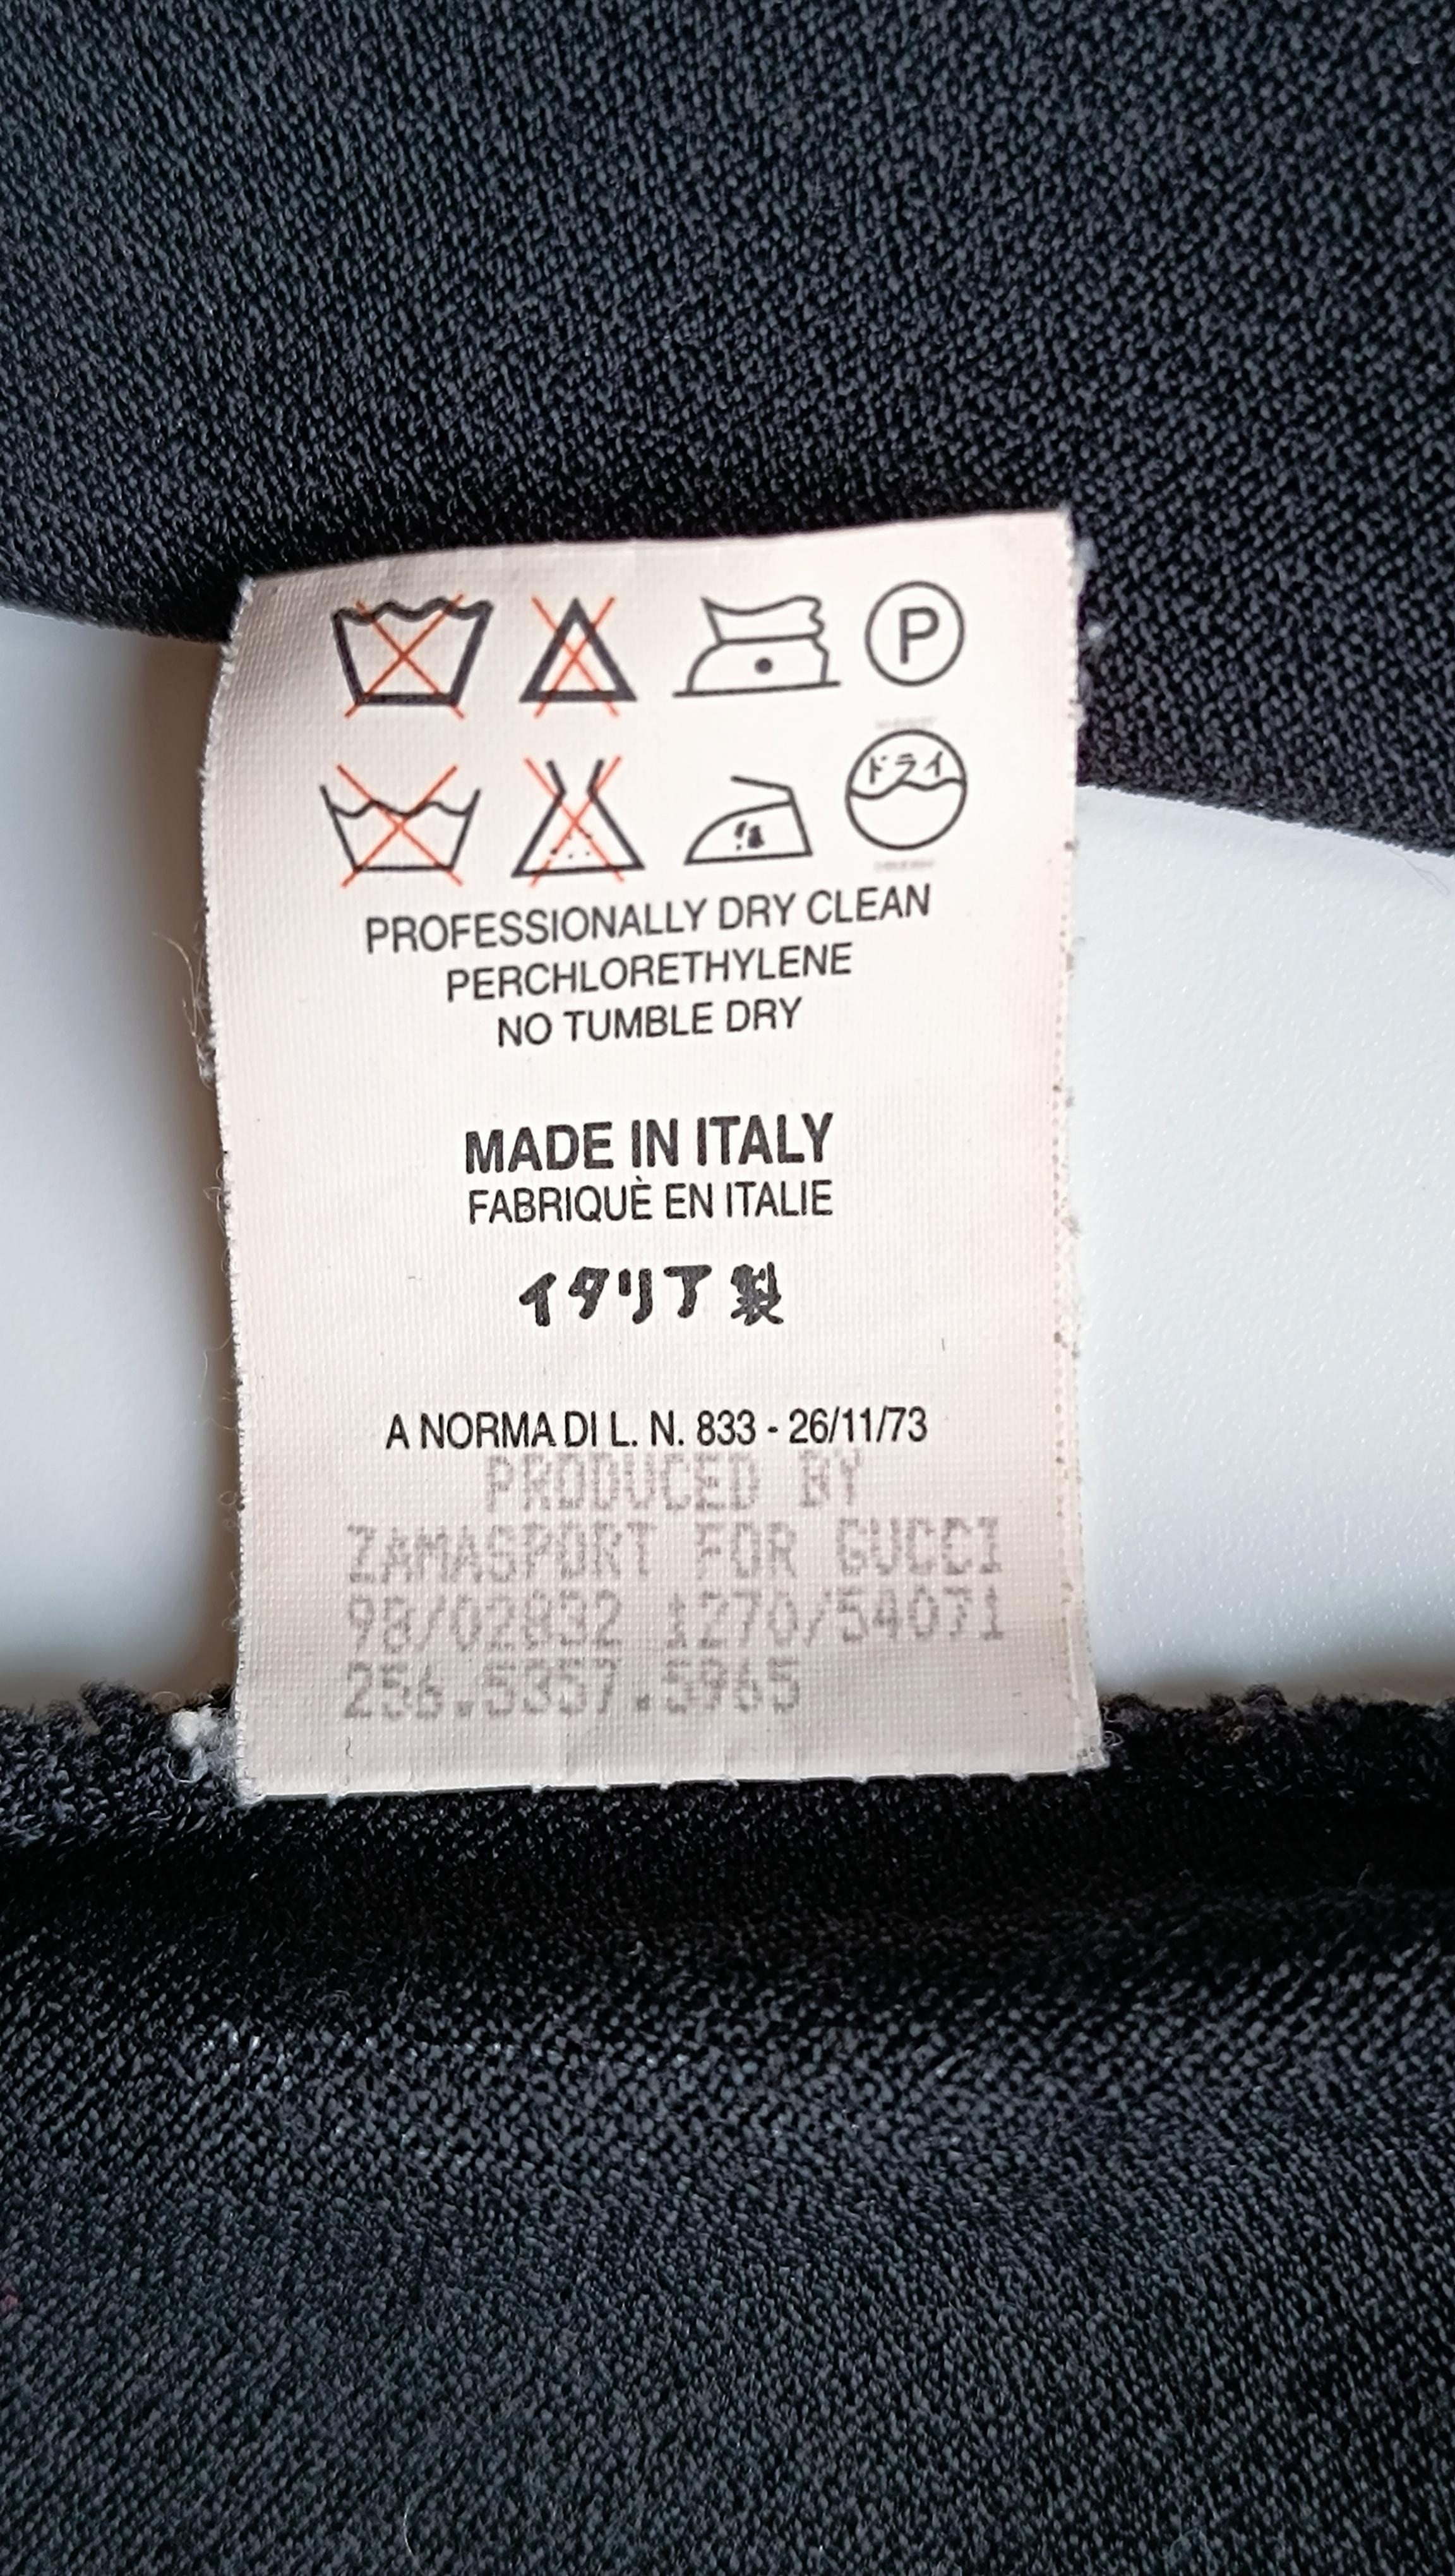 P
ドライ
PROFESSIONALLY DRY CLEAN
PERCHLORETHYLENE
NO TUMBLE DRY
MADE IN ITALY
FABRIQUÈ EN ITALIE
イタリア製
A NORMA DI L. N. 833 - 26/11/73
PRODUCED BY
ZAMASPORT FOR GUCCI
98/02832 1270/54071
256.5357.5965